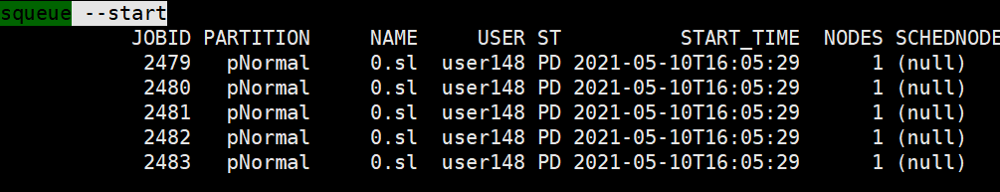 squeue --start
JOBID PARTITION NAME USER ST START_TIME NODES SCHEDNODE
2479 pNormal 0.sl user148 PD 2021-05-10T16:05:29 1 (null)
2480 pNormal 0.sl user148 PD 2021-05-10T16:05:29 1 (null)
2481 pNormal 0.sl user148 PD 2021-05-10T16:05:29 1 (null)
2482 pNormal 0.sl user148 PD 2021-05-10T16:05:29 1 (null)
2483 pNormal 0.sl user148 PD 2021-05-10T16:05:29 1 (null)